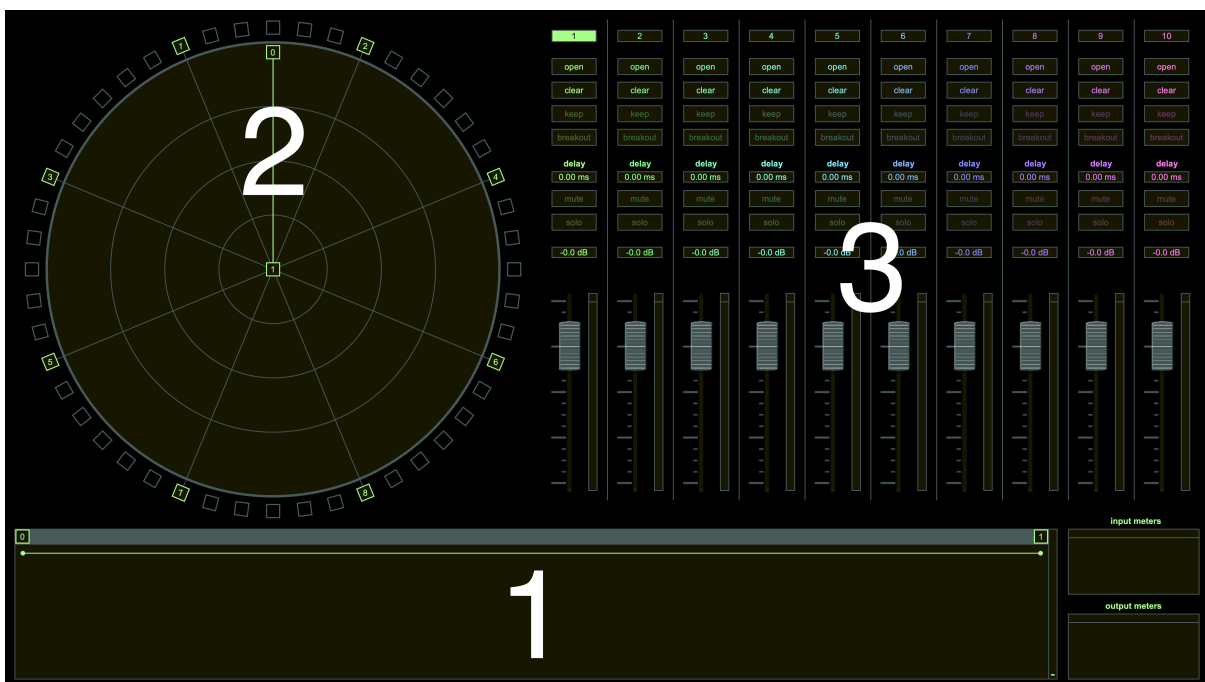 1 2
0
3 4
1
5 6
7 8
2
1 2 3 4 5 6 7 8 9 10
open open open open open open open open open open
clear clear clear clear clear clear clear clear clear clear
keep keep keep keep keep keep keep keep keep keep
breakout breakout breakout breakout breakout breakout breakout breakout breakout breakout
delay delay delay delay delay delay delay delay delay delay
0.00 ms 0.00 ms 0.00 ms 0.00 ms 0.00 ms 0.00 ms 0.00 ms 0.00 ms 0.00 ms 0.00 ms
mute mute mute mute mute mute mute mute mute mute
solo solo solo solo solo solo solo solo solo solo
-0.0 dB -0.0 dB -0.0 dB -0.0 dB -0.0 dB -0.0 dB -0.0 dB -0.0 dB -0.0 dB -0.0 dB
3
0 1
1
input meters
output meters